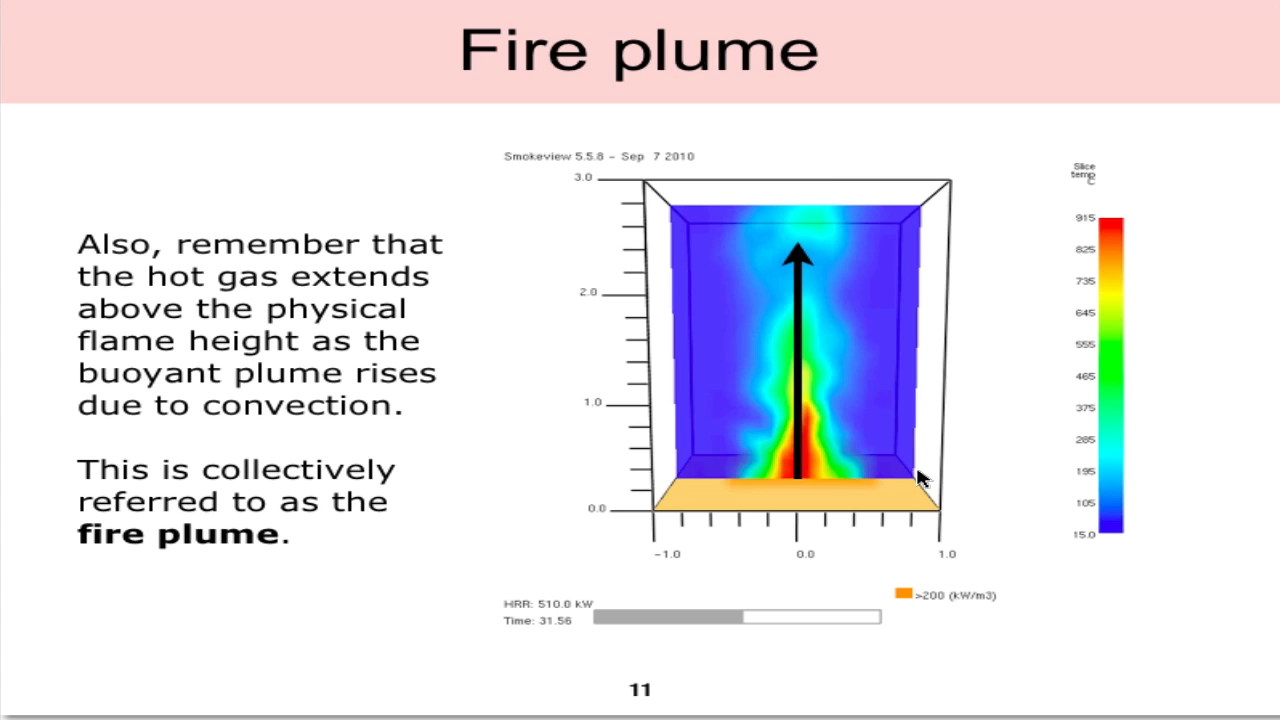 Fire plume
Smokeview 5.5.8 - Sep 7 2010
Slice
temp
C
3.0
2.0
1.0
0.0
-1.0
0.0
1.0
915
825
735
645
555
465
375
285
195
105
15.0
Also, remember that
the hot gas extends
above the physical
flame height as the
buoyant plume rises
due to convection.
This is collectively
referred to as the
fire plume.
>200 (kW/m3)
HRR: 510.0 kW
Time: 31.56
11